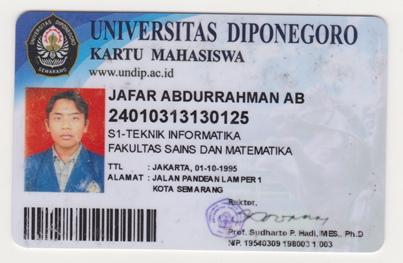 UNIVERSITAS DIPONEGORO
KARTU MAHASISWA
www.undip.ac.id
UNIVERSITAS DIPONEGORO
SEMARANG
JAFAR ABDURRAHMAN AB
24010313130125
S1-TEKNIK INFORMATIKA
FAKULTAS SAINS DAN MATEMATIKA
TTL : JAKARTA, 01-10-1995
ALAMAT : JALAN PANDEAN LAMPER 1
KOTA SEMARANG
Rektor,
Prof. Sudharto P. Hadi, MES., Ph.D
NIP. 19540309 198003 1 003